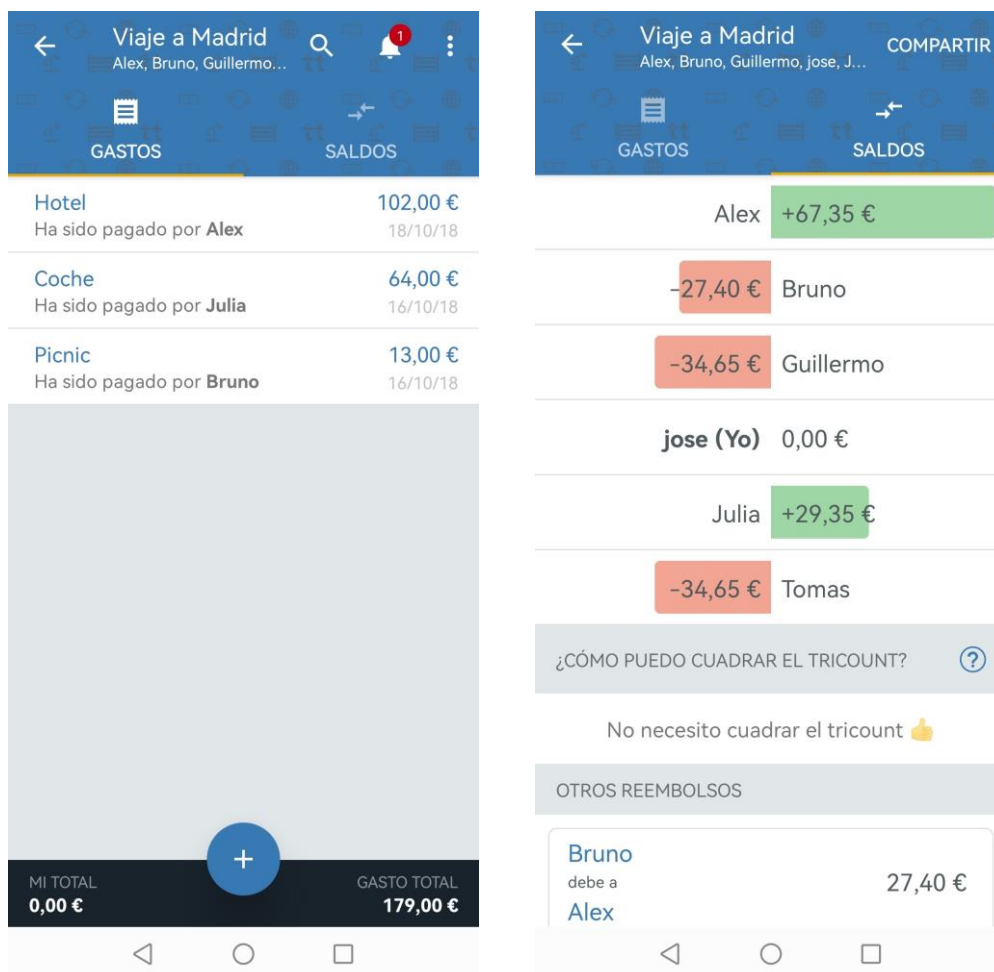 Viaje a Madrid
Alex, Bruno, Guillermo...
1
GASTOS
SALDOS
Hotel
102,00 €
Ha sido pagado por Alex
18/10/18
Coche
64,00 €
Ha sido pagado por Julia
16/10/18
Picnic
13,00 €
Ha sido pagado por Bruno
16/10/18
+
MI TOTAL
GASTO TOTAL
0,00 €
179,00 €
Viaje a Madrid
Alex, Bruno, Guillermo, jose, J...
COMPARTIR
GASTOS
SALDOS
Alex +67,35 €
-27,40 € Bruno
-34,65 € Guillermo
jose (Yo) 0,00 €
Julia +29,35 €
-34,65 € Tomas
¿CÓMO PUEDO CUADRAR EL TRICOUNT? ?
No necesito cuadrar el tricount 👍
OTROS REEMBOLSOS
Bruno
debe a
27,40 €
Alex